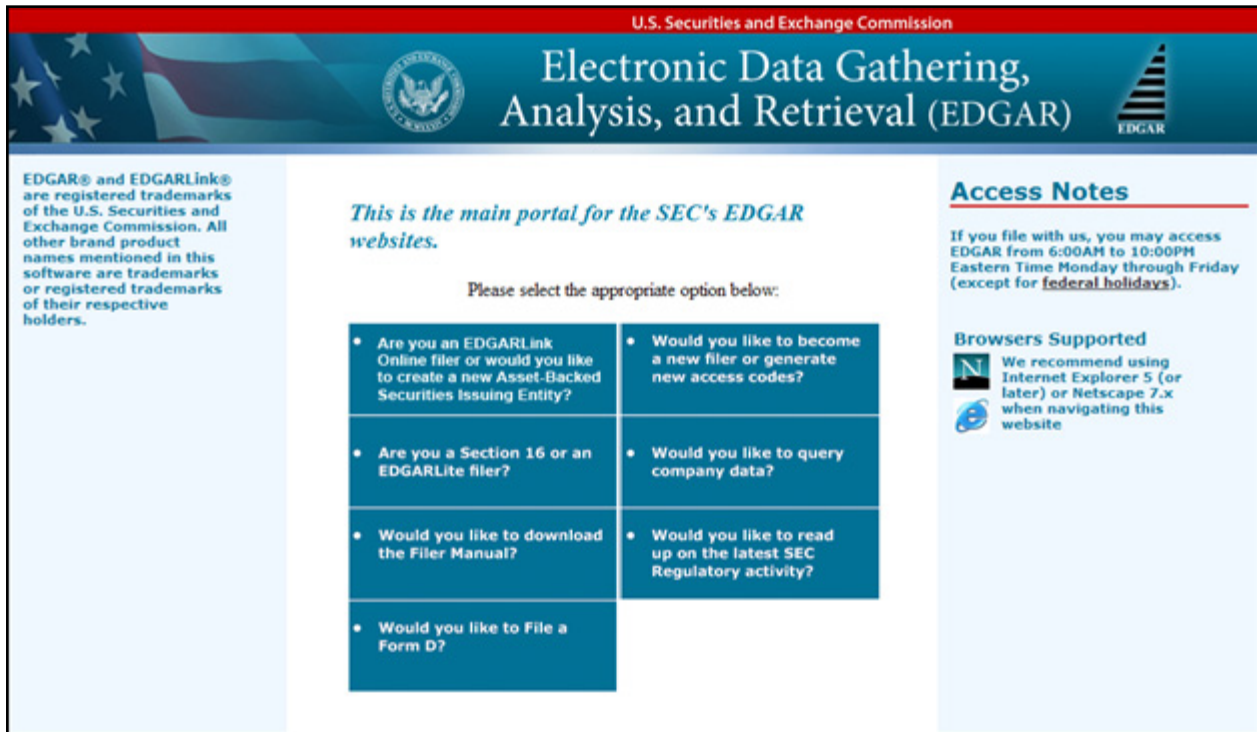 U.S. Securities and Exchange Commission
Electronic Data Gathering,
Analysis, and Retrieval (EDGAR)
EDGAR
EDGAR® and EDGARLink®
are registered trademarks
of the U.S. Securities and
Exchange Commission. All
other brand product
names mentioned in this
software are trademarks
or registered trademarks
of their respective
holders.
This is the main portal for the SEC's EDGAR
websites.
Please select the appropriate option below:
• Are you an EDGARLink
Online filer or would you like
to create a new Asset-Backed
Securities Issuing Entity?
• Would you like to become
a new filer or generate
new access codes?
• Are you a Section 16 or an
EDGARLite filer?
• Would you like to query
company data?
• Would you like to download
the Filer Manual?
• Would you like to read
up on the latest SEC
Regulatory activity?
• Would you like to File a
Form D?
Access Notes
If you file with us, you may access
EDGAR from 6:00AM to 10:00PM
Eastern Time Monday through Friday
(except for federal holidays).
Browsers Supported
N
We recommend using
Internet Explorer 5 (or
later) or Netscape 7.x
when navigating this
website